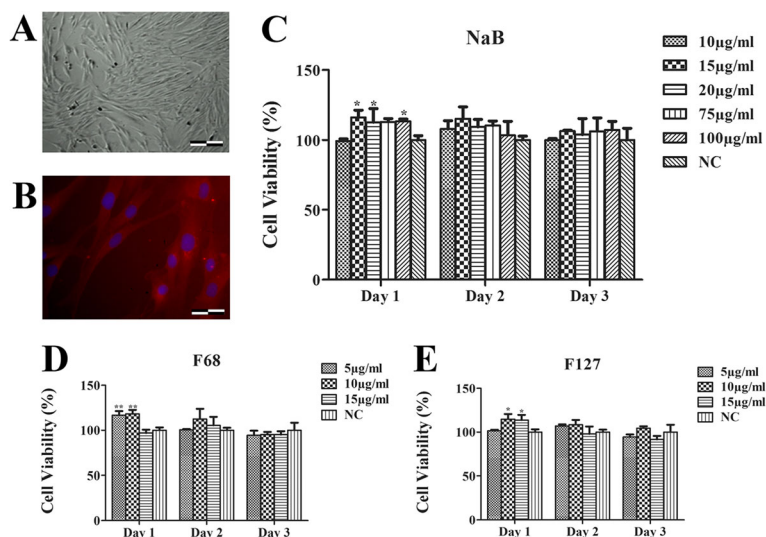 A
B
C
NaB
Cell Viability (%)
150
100
50
0
*
*
*
Day 1
Day 2
Day 3
10μg/ml
15μg/ml
20μg/ml
75μg/ml
100μg/ml
NC
D
F68
Cell Viability (%)
150
100
50
0
**
**
Day 1
Day 2
Day 3
5μg/ml
10μg/ml
15μg/ml
NC
E
F127
Cell Viability (%)
150
100
50
0
*
*
Day 1
Day 2
Day 3
5μg/ml
10μg/ml
15μg/ml
NC